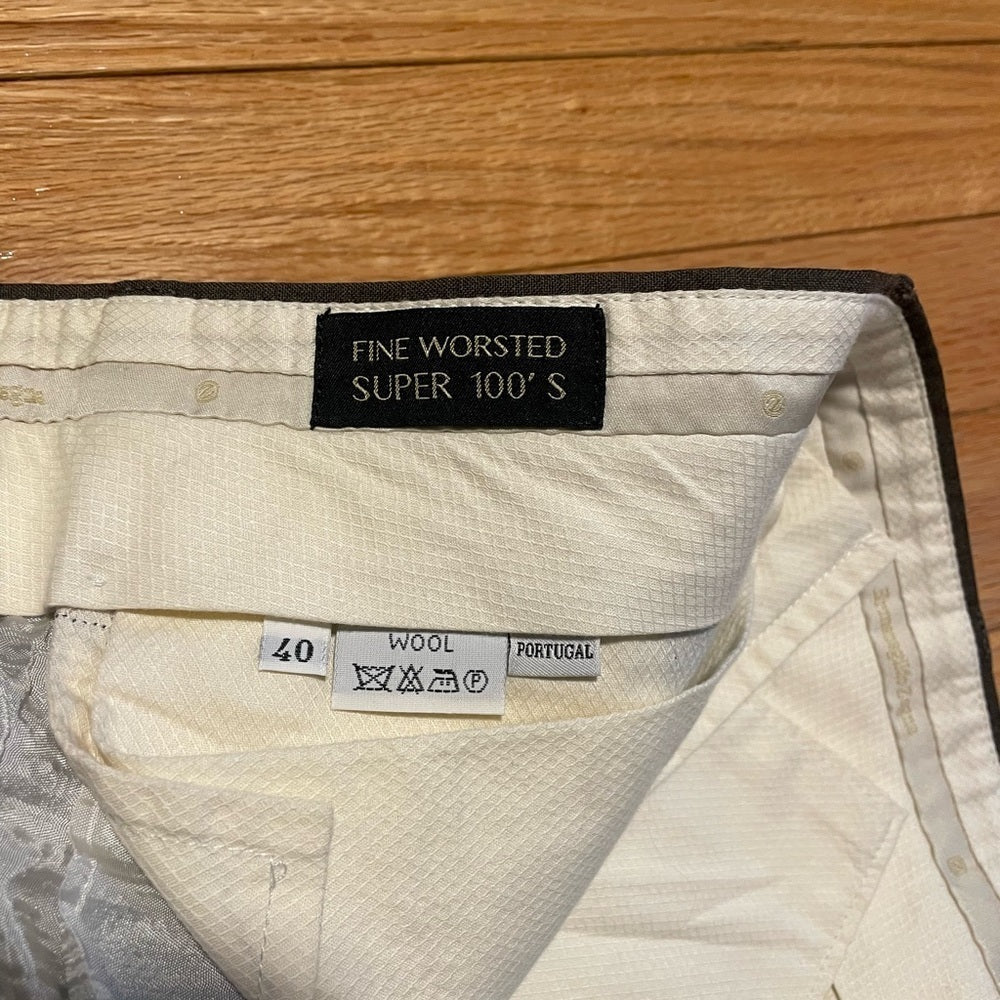 FINE WORSTED
SUPER 100' S
40
WOOL
PORTUGAL
P